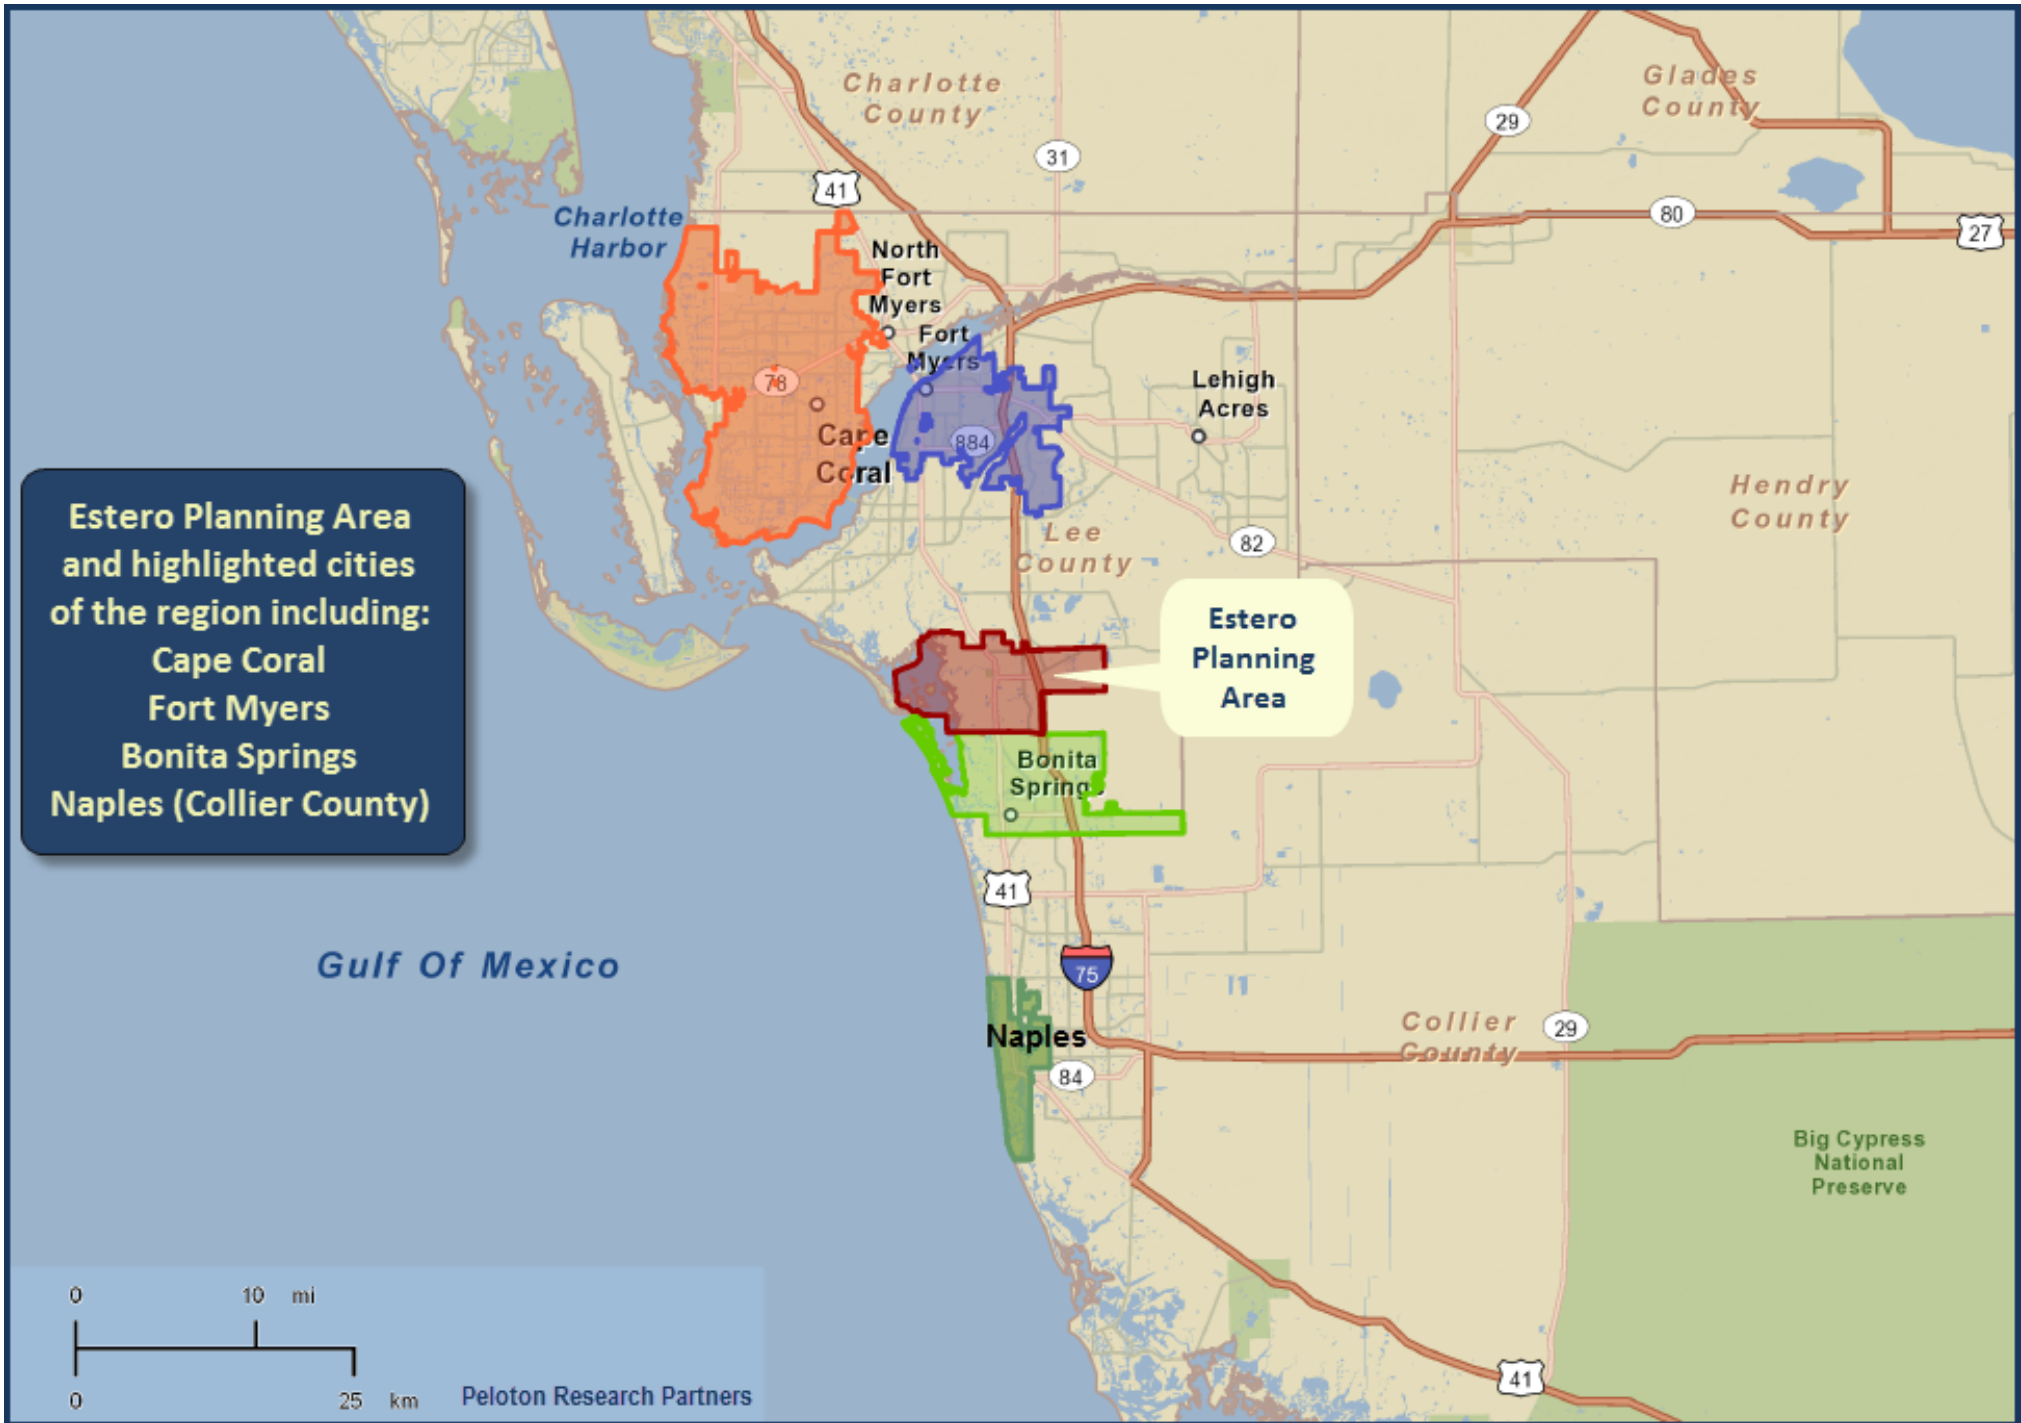 Charlotte
County
Glades
County
29
31
41
Charlotte
Harbor
80
27
North
Fort
Myers
Fort
Myers
78
Lehigh
Acres
Cape
Coral
884
Hendry
County
Estero Planning Area
and highlighted cities
of the region including:
Cape Coral
Fort Myers
Bonita Springs
Naples (Collier County)
Lee
County
82
Estero
Planning
Area
Bonita
Springs
41
Gulf Of Mexico
75
Naples
Collier
County
29
84
Big Cypress
National
Preserve
0 10 mi
0 25 km
Peloton Research Partners
41